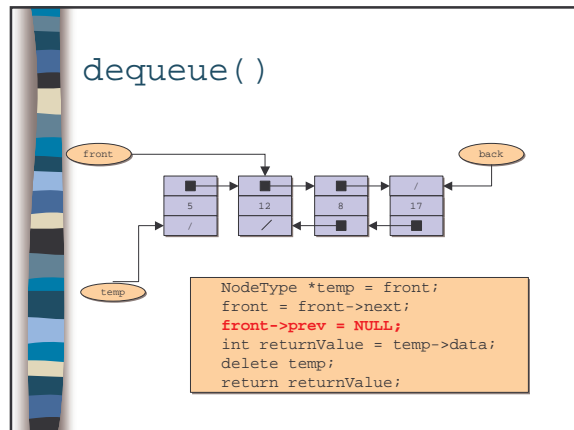 dequeue()
front
back
/
5
12
8
17
/
/
temp
NodeType *temp = front;
front = front->next;
front->prev = NULL;
int returnValue = temp->data;
delete temp;
return returnValue;